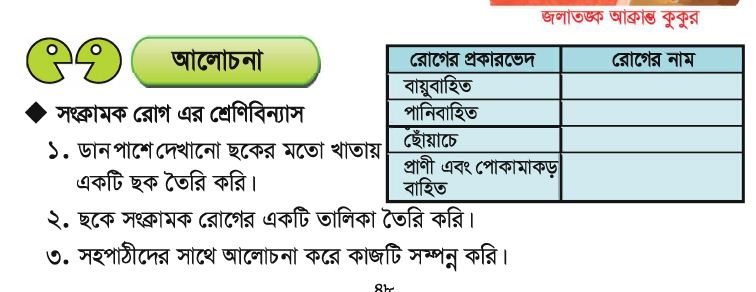 জলাতঙ্ক আক্রান্ত কুকুর
আলোচনা
◆ সংক্রামক রোগ এর শ্রেণিবিন্যাস
১. ডান পাশে দেখানো ছকের মতো খাতায়
একটি ছক তৈরি করি।
রোগের প্রকারভেদ রোগের নাম
বায়ুবাহিত
পানিবাহিত
ছোঁয়াচে
প্রাণী এবং পোকামাকড়
বাহিত
২. ছকে সংক্রামক রোগের একটি তালিকা তৈরি করি।
৩. সহপাঠীদের সাথে আলোচনা করে কাজটি সম্পন্ন করি।
৪৮